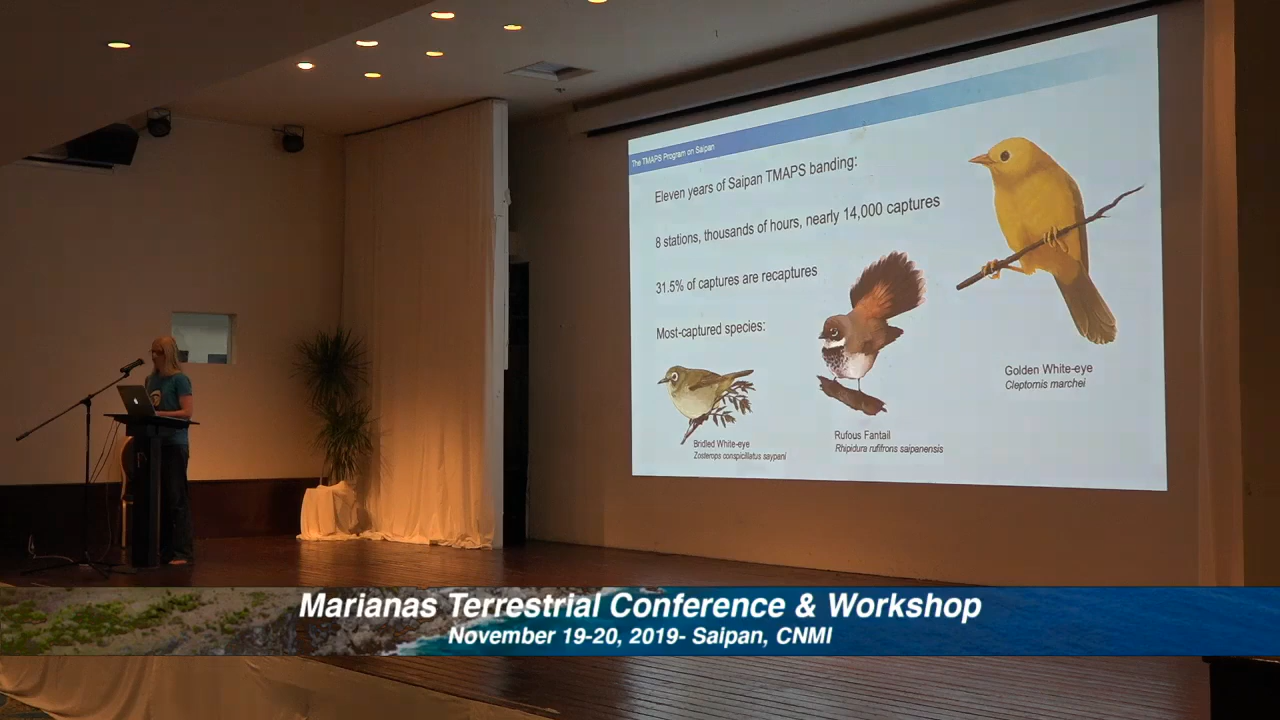 The TMAPS Program on Saipan
Eleven years of Saipan TMAPS banding:
8 stations, thousands of hours, nearly 14,000 captures
31.5% of captures are recaptures
Most-captured species:
Golden White-eye
Cleptornis marchei
Rufous Fantail
Rhipidura rufifrons saipanensis
Bridled White-eye
Zosterops conspicillatus saypani
Marianas Terrestrial Conference & Workshop
November 19-20, 2019- Saipan, CNMI